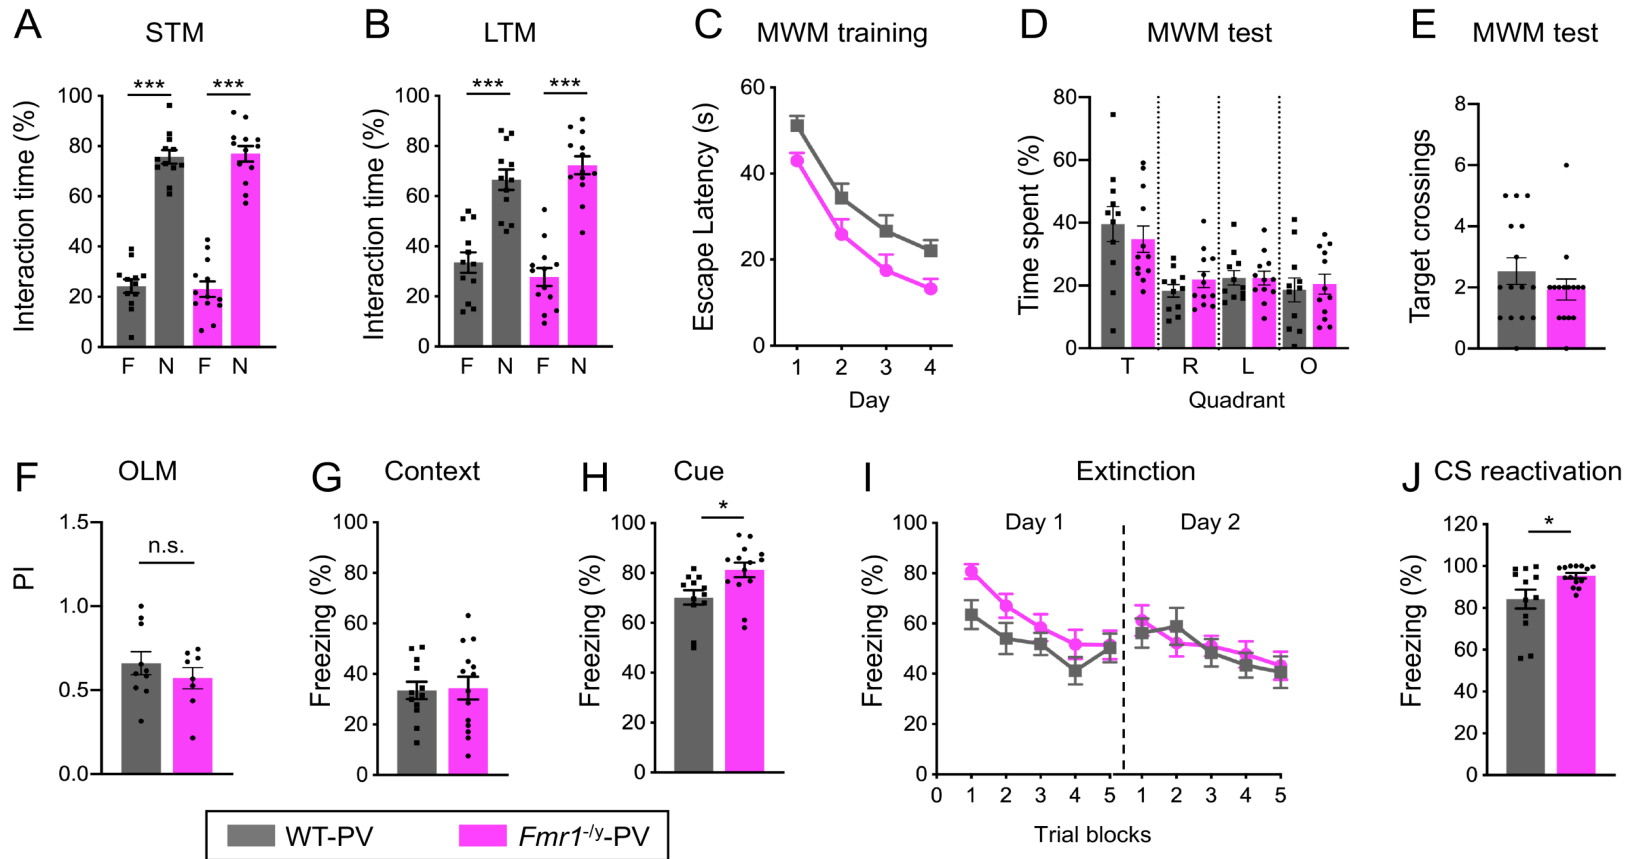 A STM
Interaction time (%)
100
80
60
40
20
0
*** ***
F N F N
B LTM
Interaction time (%)
100
80
60
40
20
0
*** ***
F N F N
C MWM training
Escape Latency (s)
60
40
20
0
1 2 3 4
Day
D MWM test
Time spent (%)
80
60
40
20
0
T R L O
Quadrant
E MWM test
Target crossings
8
6
4
2
0
F OLM
PI
1.5
1.0
0.5
0.0
n.s.
G Context
Freezing (%)
100
80
60
40
20
0
H Cue
Freezing (%)
100
80
60
40
20
0
*
I Extinction
Day 1 Day 2
Freezing (%)
100
80
60
40
20
0
0 1 2 3 4 5 1 2 3 4 5
Trial blocks
J CS reactivation
Freezing (%)
120
100
80
60
40
20
0
*
WT-PV Fmr1-/y-PV